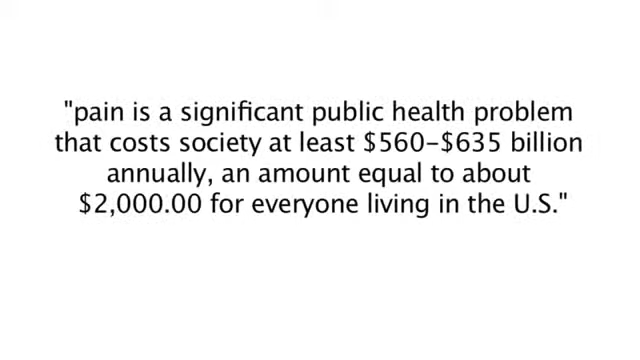 "pain is a significant public health problem
that costs society at least $560-$635 billion
annually, an amount equal to about
$2,000.00 for everyone living in the U.S."